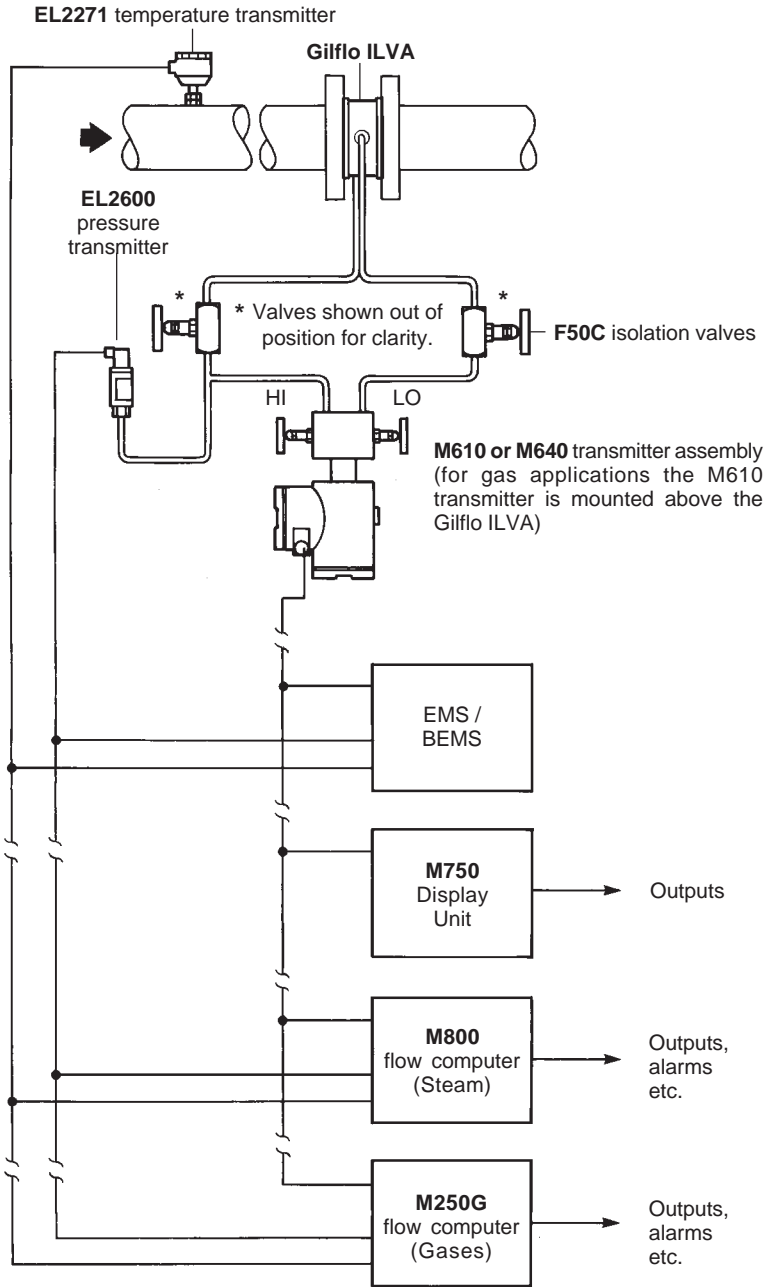 EL2271 temperature transmitter
Gilflo ILVA
EL2600
pressure
transmitter
*
* Valves shown out of
position for clarity.
*
F50C isolation valves
HI
LO
M610 or M640 transmitter assembly
(for gas applications the M610
transmitter is mounted above the
Gilflo ILVA)
EMS /
BEMS
M750
Display
Unit
Outputs
M800
flow computer
(Steam)
Outputs,
alarms
etc.
M250G
flow computer
(Gases)
Outputs,
alarms
etc.